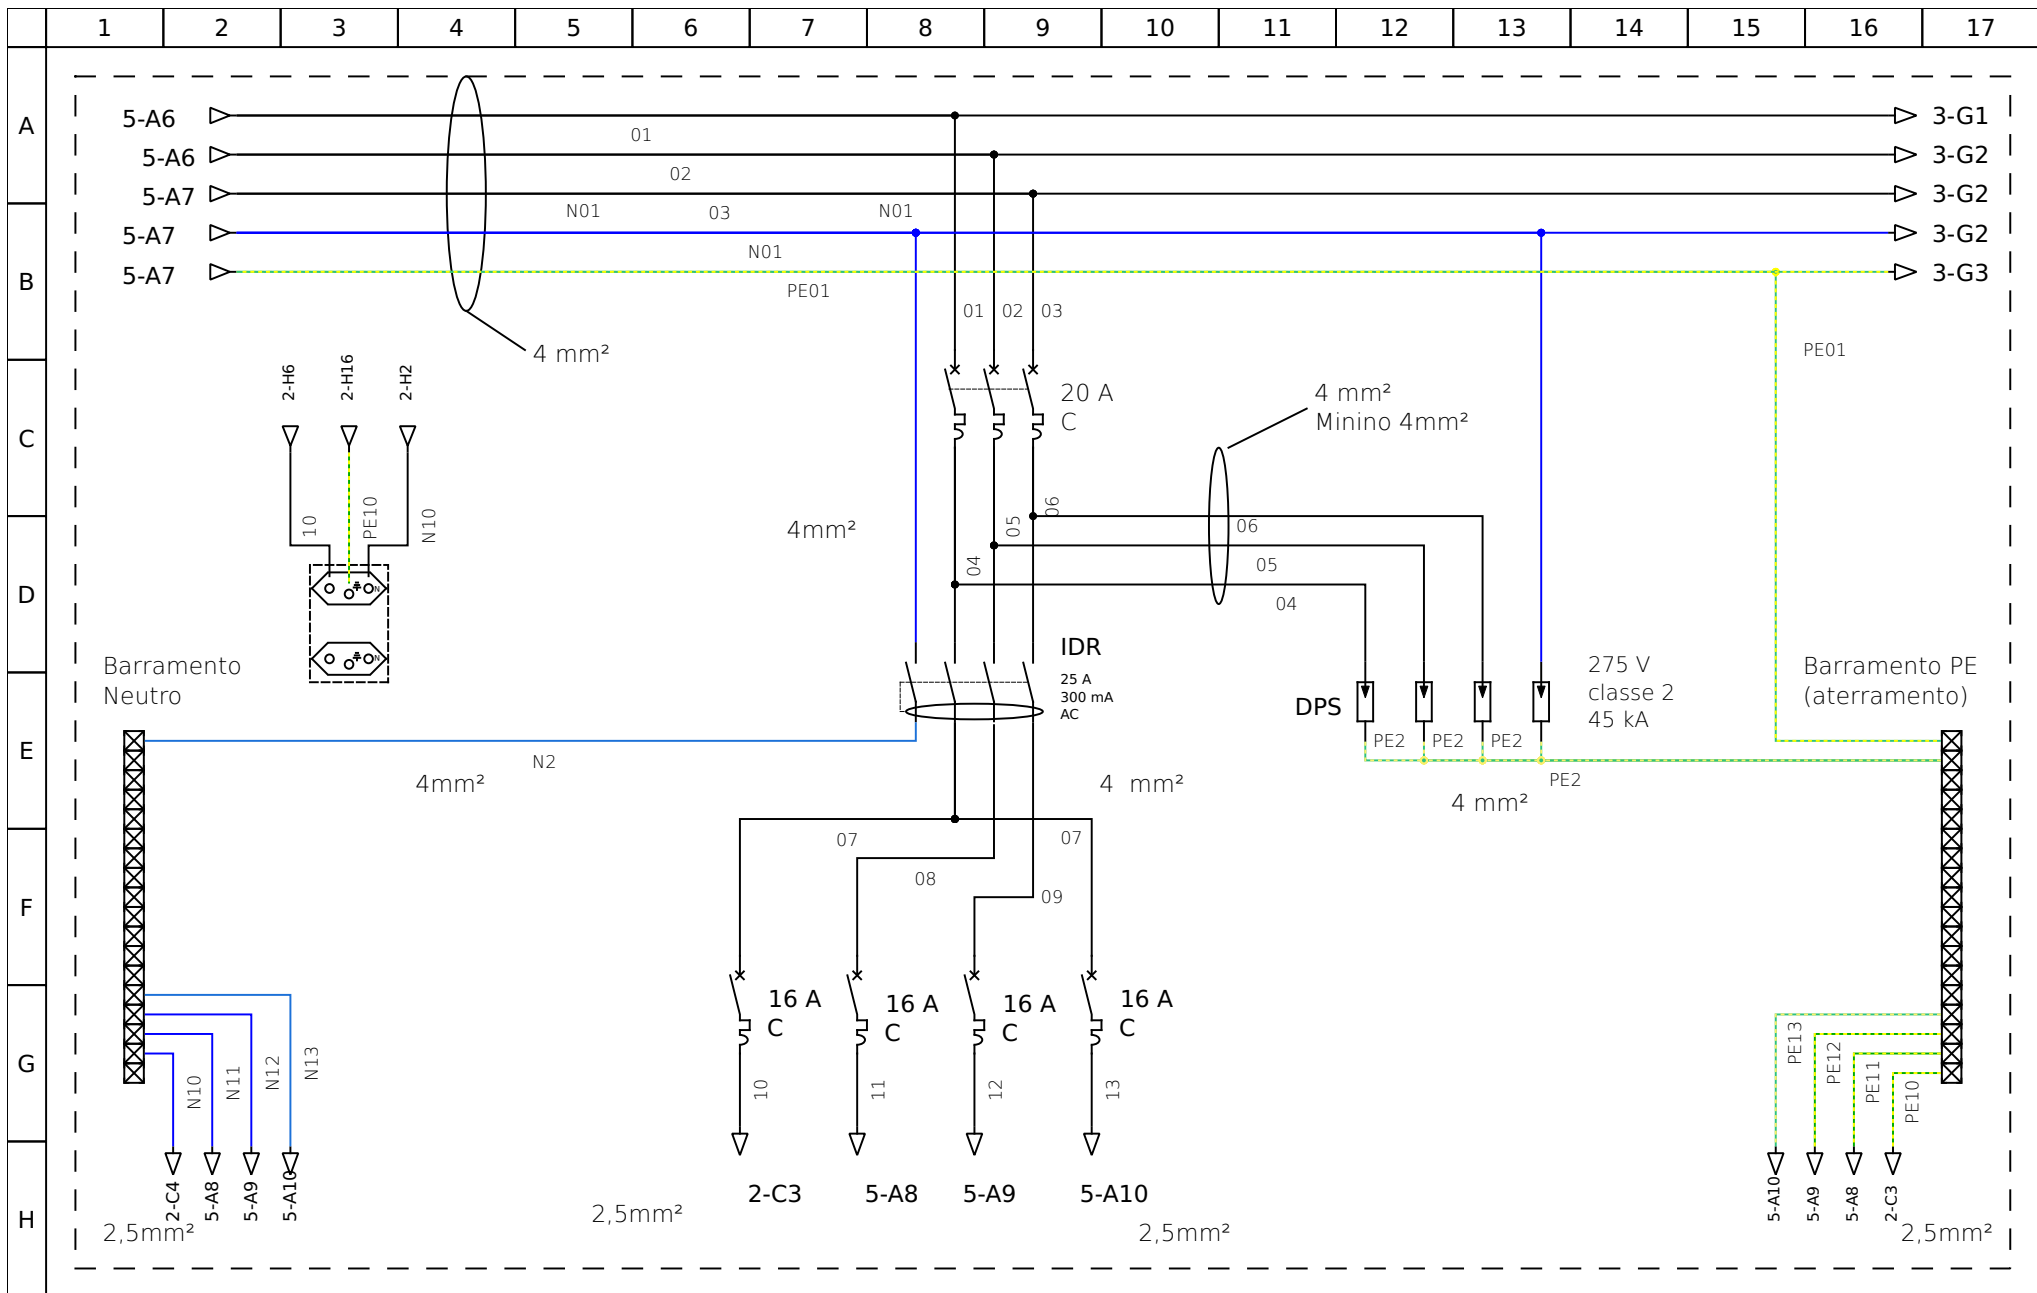 1 2 3 4 5 6 7 8 9 10 11 12 13 14 15 16 17
A
5-A6
01
3-G1
5-A6
02
3-G2
5-A7
N01
03
N01
3-G2
5-A7
N01
3-G2
B
5-A7
PE01
3-G3
01
02
03
PE01
4 mm²
2-H6
2-H16
2-H2
20 A
C
4 mm²
Minino 4mm²
C
10
PE10
N10
4mm²
04
05
06
06
05
04
D
N
N
IDR
25 A
300 mA
AC
Barramento
Neutro
DPS
275 V
classe 2
45 kA
Barramento PE
(aterramento)
E
N2
PE2
PE2
PE2
PE2
4mm²
4 mm²
4 mm²
07
07
08
09
F
16 A
C
16 A
C
16 A
C
16 A
C
G
N10
N11
N12
N13
10
11
12
13
PE13
PE12
PE11
PE10
H
2-C4
5-A8
5-A9
5-A10
2-C3
5-A8
5-A9
5-A10
5-A10
5-A9
5-A8
2-C3
2,5mm²
2,5mm²
2,5mm²
2,5mm²